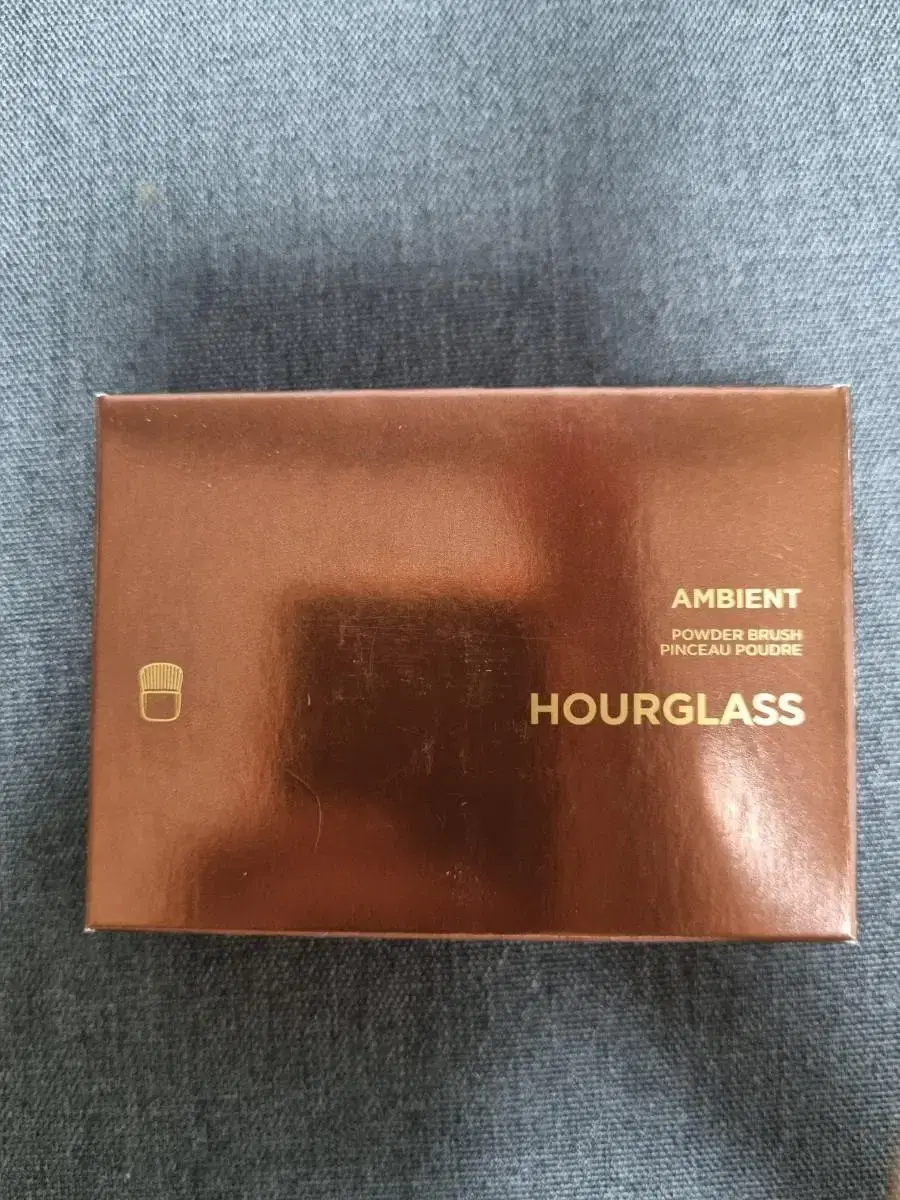 AMBIENT
POWDER BRUSH
PINCEAU POUDRE
HOURGLASS